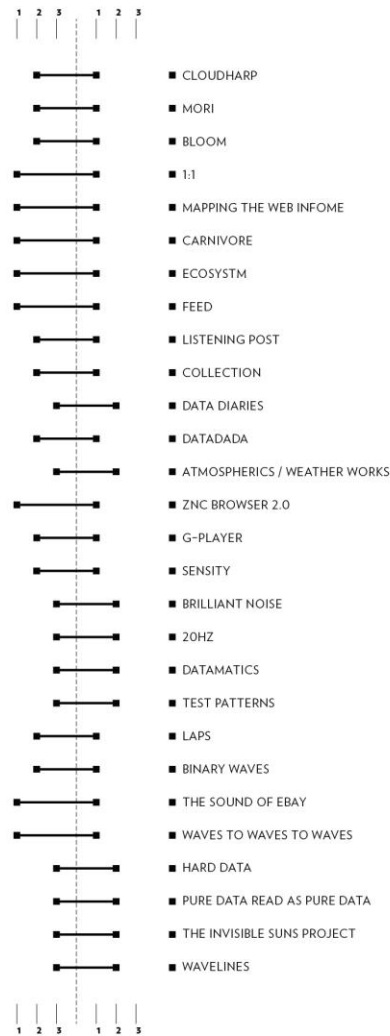 1 2 3 1 2 3
CLOUDHARP
MORI
BLOOM
1:1
MAPPING THE WEB INFOME
CARNIVORE
ECOSYSTM
FEED
LISTENING POST
COLLECTION
DATA DIARIES
DATADADA
ATMOSPHERICS / WEATHER WORKS
ZNC BROWSER 2.0
G-PLAYER
SENSITY
BRILLIANT NOISE
20HZ
DATAMATICS
TEST PATTERNS
LAPS
BINARY WAVES
THE SOUND OF EBAY
WAVES TO WAVES TO WAVES
HARD DATA
PURE DATA READ AS PURE DATA
THE INVISIBLE SUNS PROJECT
WAVELINES
1 2 3 1 2 3